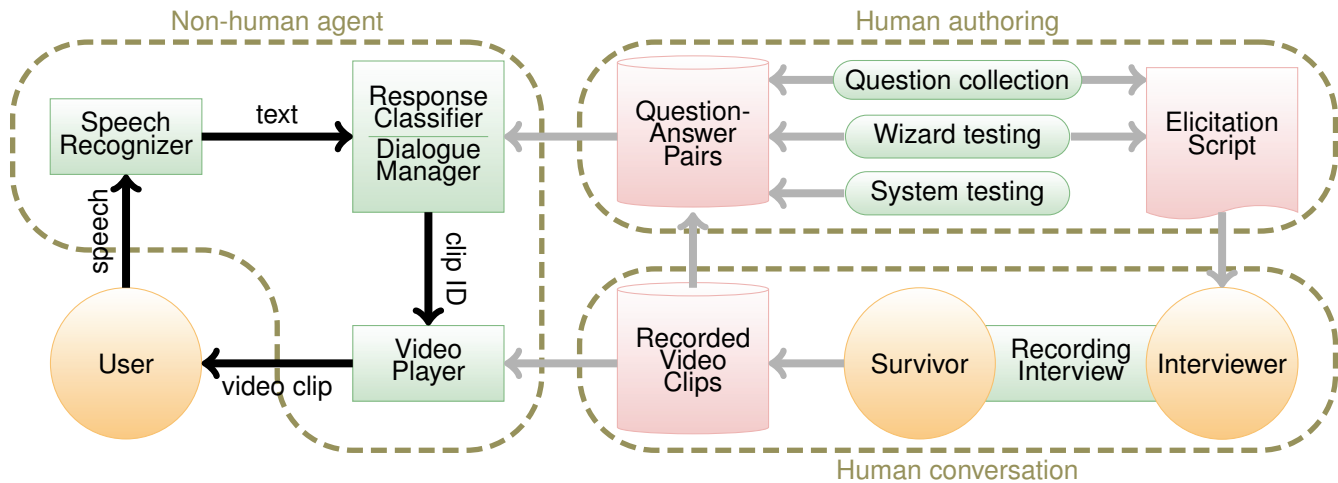 Non-human agent
Human authoring
Speech
Recognizer
text
Response
Classifier
Dialogue
Manager
Question-
Answer
Pairs
Question collection
Wizard testing
System testing
Elicitation
Script
speech
clip ID
User
video clip
Video
Player
Recorded
Video
Clips
Survivor
Recording
Interview
Interviewer
Human conversation